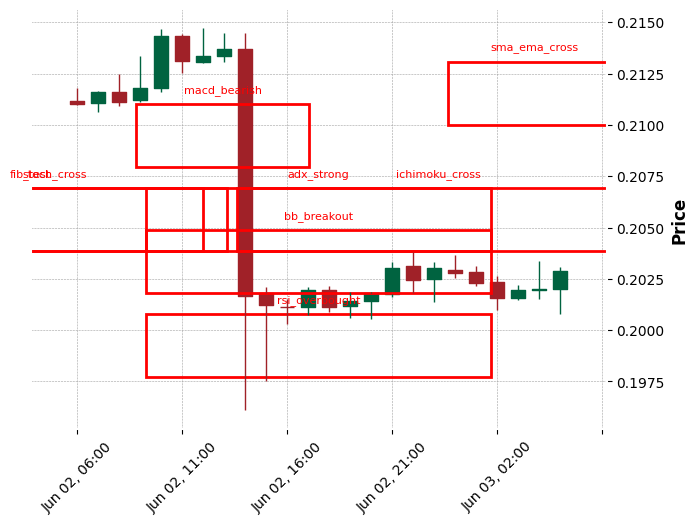 0.2150
sma_ema_cross
0.2125
macd_bearish
0.2100
0.2075
stoch_cross
adx_strong
ichimoku_cross
bb_breakout
0.2050
Price
0.2025
rsi_overbought
0.2000
0.1975
Jun 02, 06:00
Jun 02, 11:00
Jun 02, 16:00
Jun 02, 21:00
Jun 03, 02:00